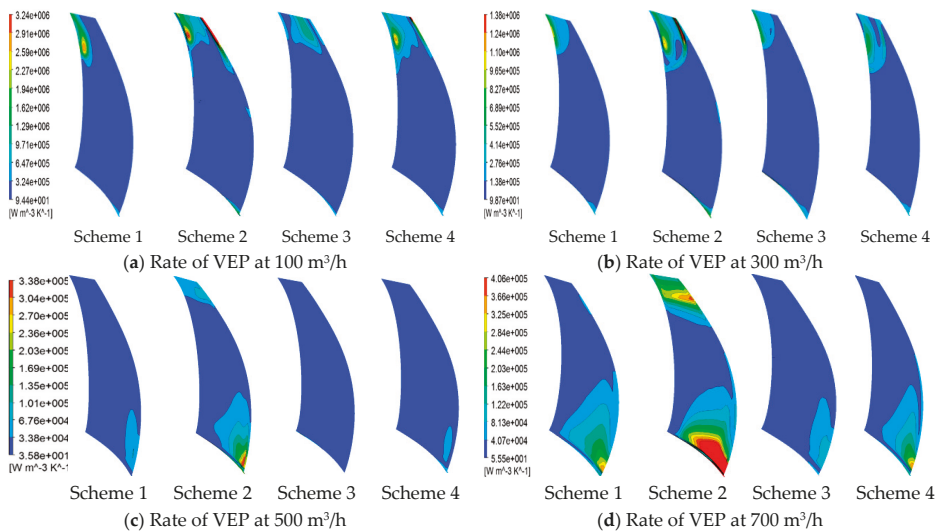 3.24e+006
2.91e+006
2.59e+006
2.27e+006
1.94e+006
1.62e+006
1.29e+006
9.71e+005
6.47e+005
3.24e+005
9.44e+001
[W m^-3 K^-1]
Scheme 1 Scheme 2 Scheme 3 Scheme 4
(a) Rate of VEP at 100 m³/h
1.38e+006
1.24e+006
1.10e+006
9.66e+005
8.27e+005
6.90e+005
5.52e+005
4.14e+005
2.76e+005
1.38e+005
9.87e+001
[W m^-3 K^-1]
Scheme 1 Scheme 2 Scheme 3 Scheme 4
(b) Rate of VEP at 300 m³/h
3.38e+005
3.04e+005
2.70e+005
2.36e+005
2.03e+005
1.69e+005
1.35e+005
1.01e+005
6.76e+004
3.38e+004
3.58e+001
[W m^-3 K^-1]
Scheme 1 Scheme 2 Scheme 3 Scheme 4
(c) Rate of VEP at 500 m³/h
4.06e+005
3.66e+005
3.25e+005
2.84e+005
2.44e+005
2.03e+005
1.63e+005
1.22e+005
8.13e+004
4.07e+004
5.55e+001
[W m^-3 K^-1]
Scheme 1 Scheme 2 Scheme 3 Scheme 4
(d) Rate of VEP at 700 m³/h